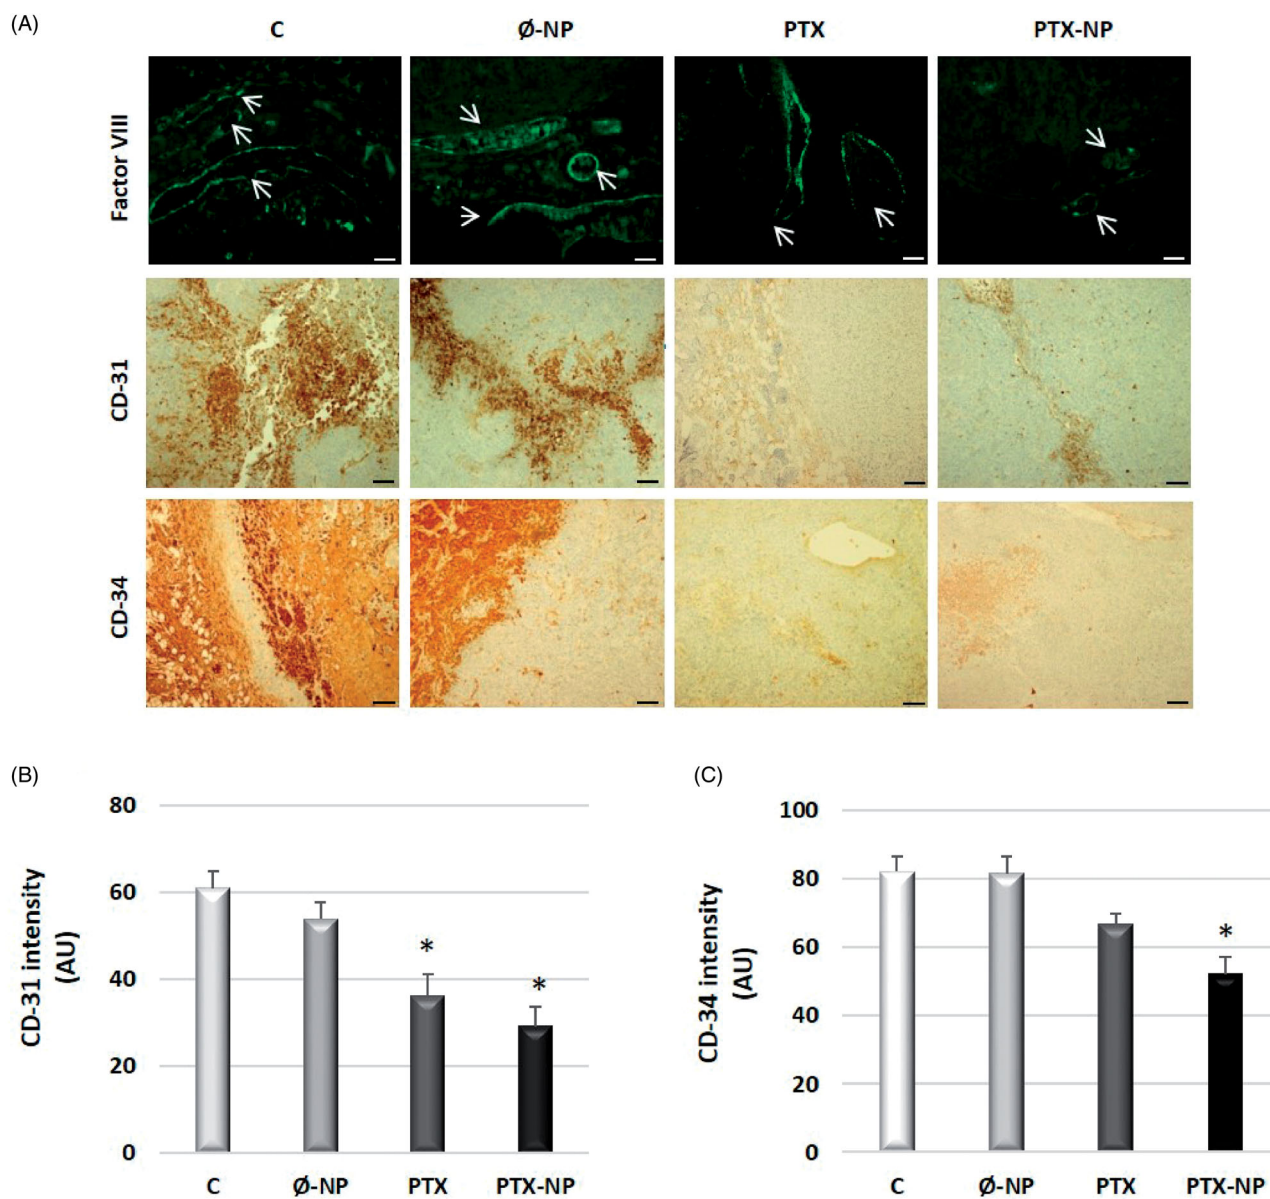 (A)
C Ø-NP PTX PTX-NP
Factor VIII
CD-31
CD-34
(B)
80
60
40
20
0
CD-31 intensity
(AU)
*
*
C Ø-NP PTX PTX-NP
(C)
100
80
60
40
20
0
CD-34 intensity
(AU)
*
C Ø-NP PTX PTX-NP